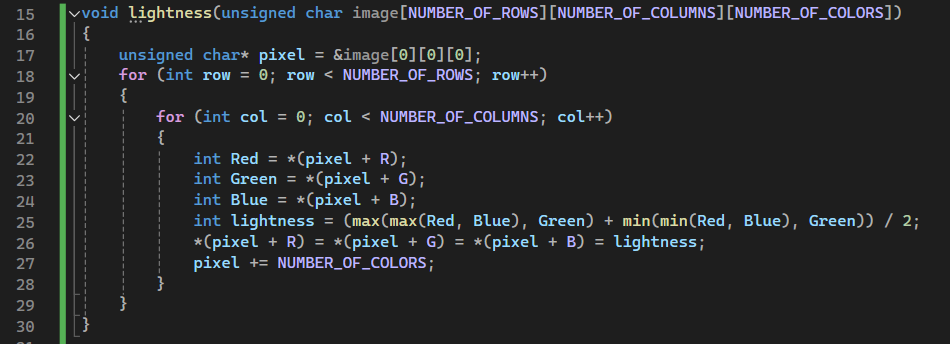 15 void lightness(unsigned char image[NUMBER_OF_ROWS][NUMBER_OF_COLUMNS][NUMBER_OF_COLORS])
16 {
17     unsigned char* pixel = &image[0][0][0];
18     for (int row = 0; row < NUMBER_OF_ROWS; row++)
19     {
20         for (int col = 0; col < NUMBER_OF_COLUMNS; col++)
21         {
22             int Red = *(pixel + R);
23             int Green = *(pixel + G);
24             int Blue = *(pixel + B);
25             int lightness = (max(max(Red, Blue), Green) + min(min(Red, Blue), Green)) / 2;
26             *(pixel + R) = *(pixel + G) = *(pixel + B) = lightness;
27             pixel += NUMBER_OF_COLORS;
28         }
29     }
30 }